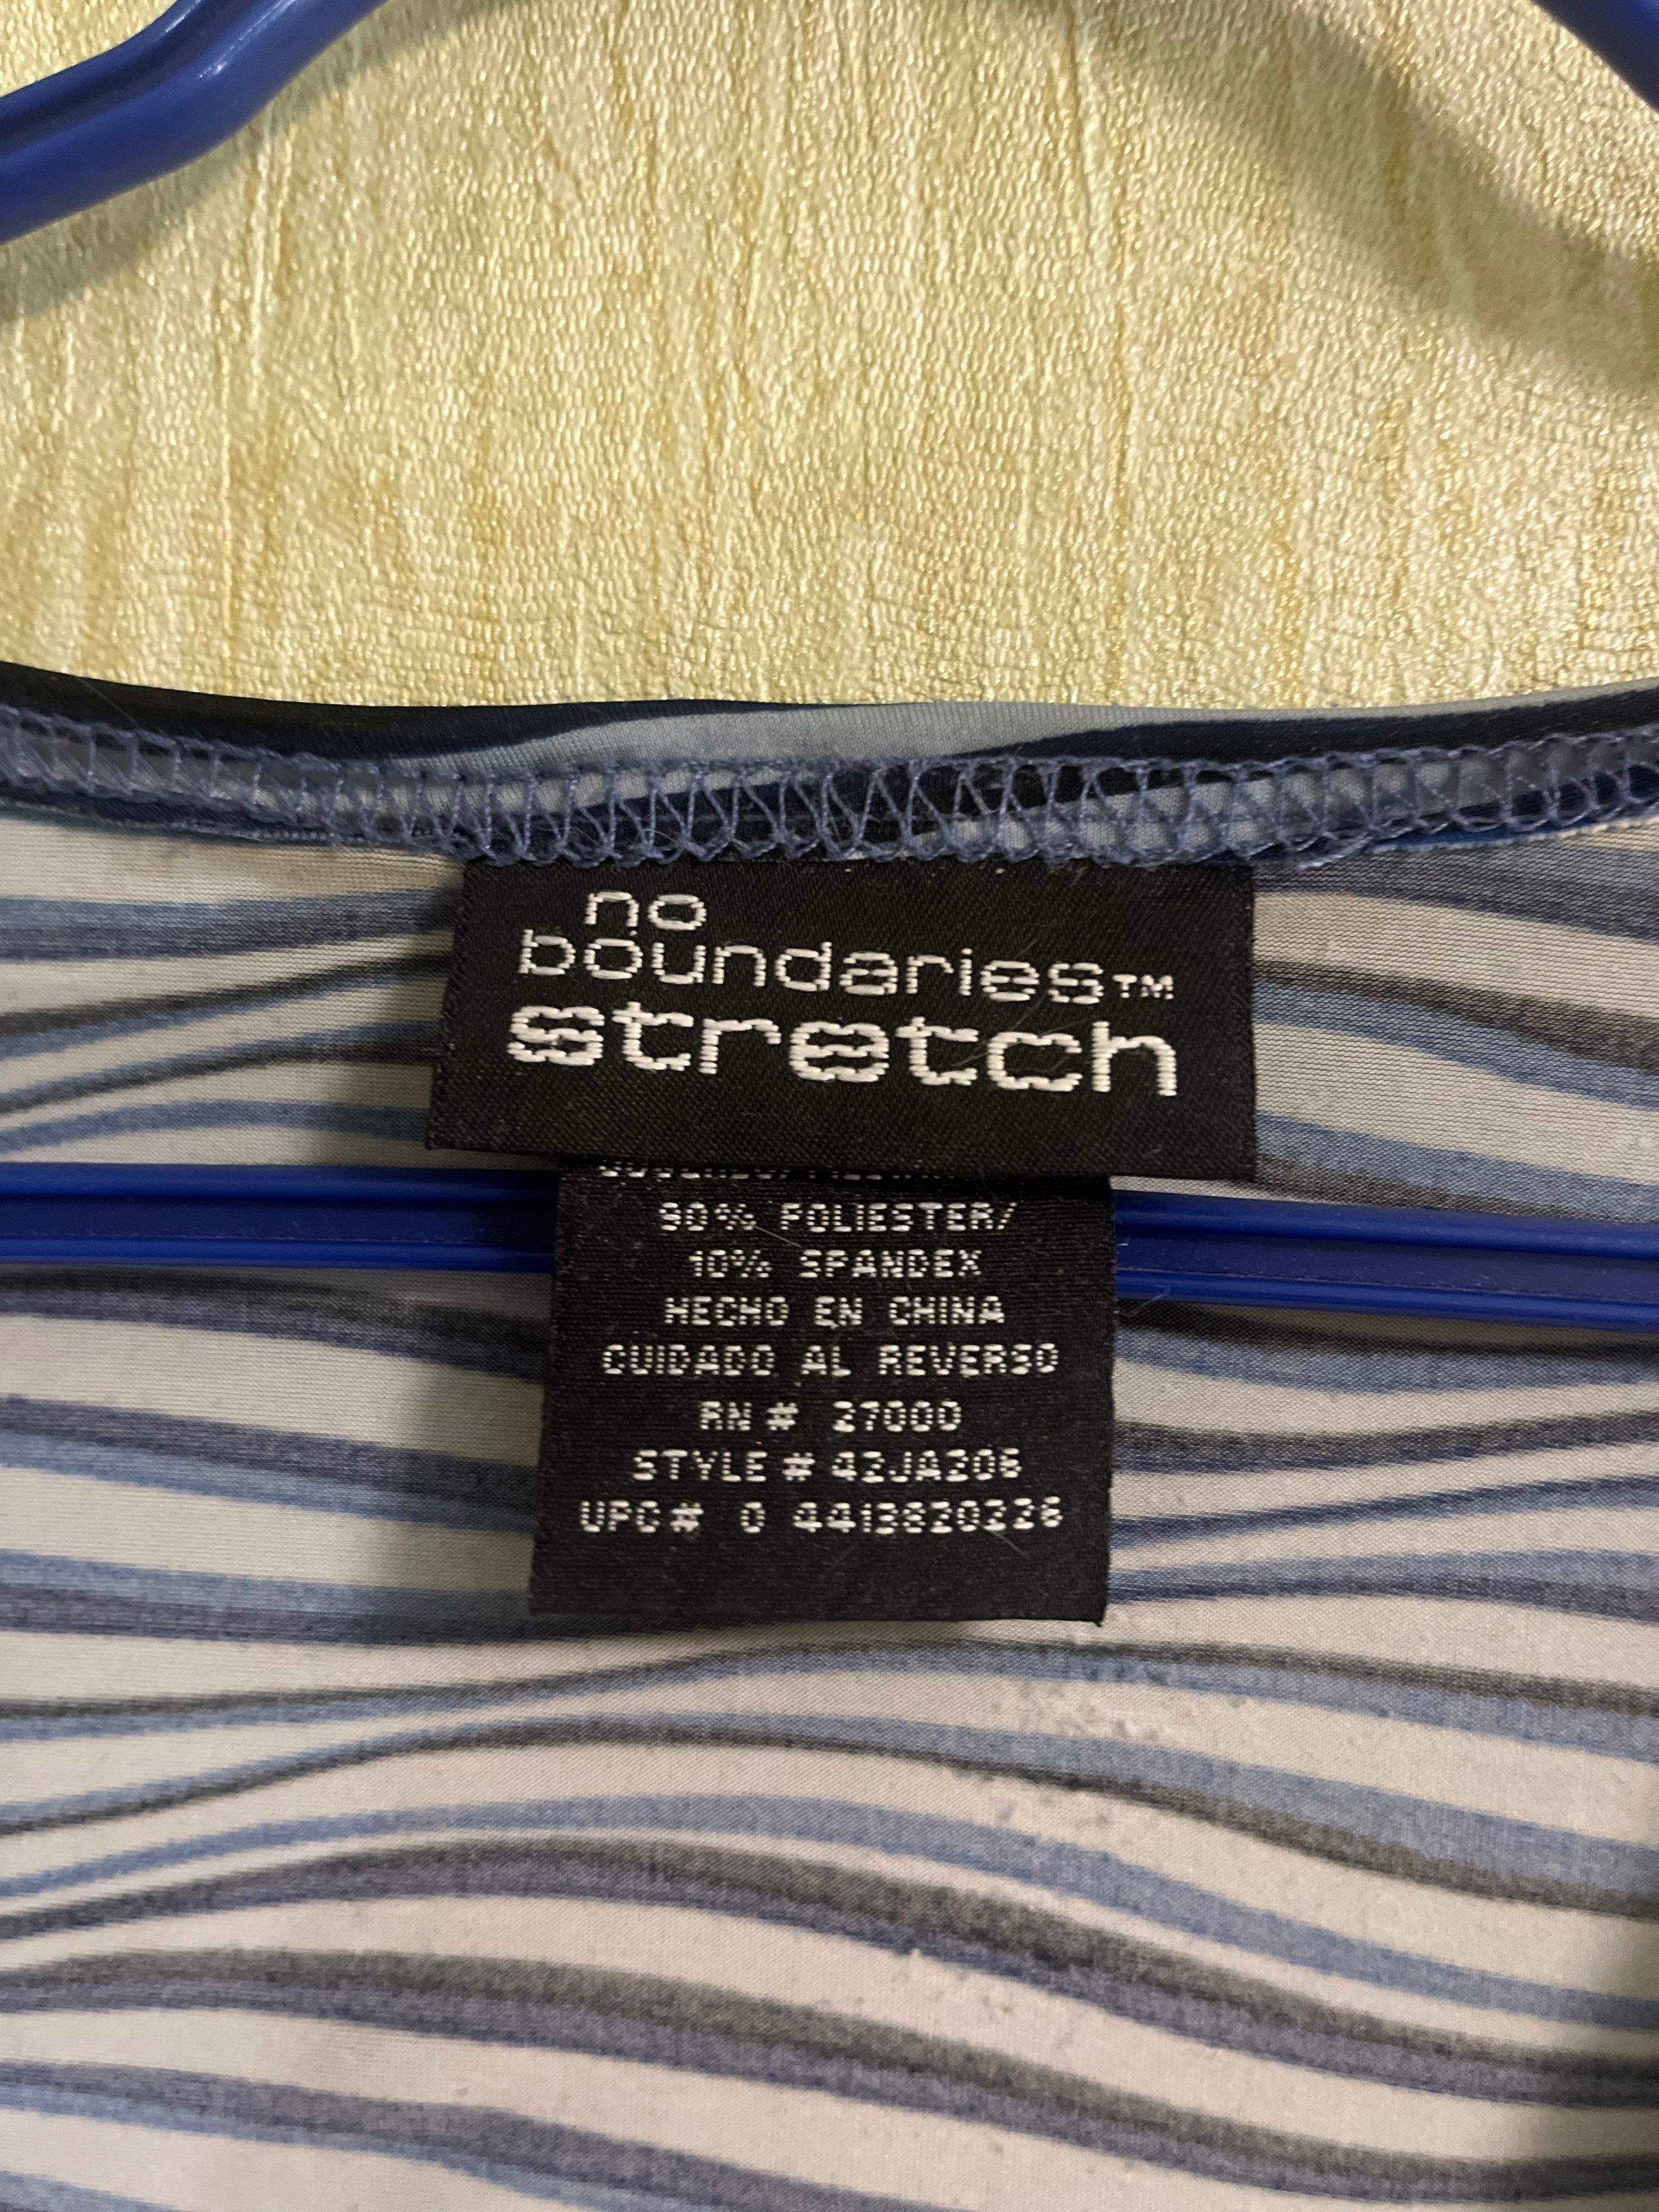 no
boundaries™
stretch
90% POLIESTER/
10% SPANDEX
HECHO EN CHINA
CUIDADO AL REVERSO
RN # 27000
STYLE # 42JA206
UPC # 0 4413820226